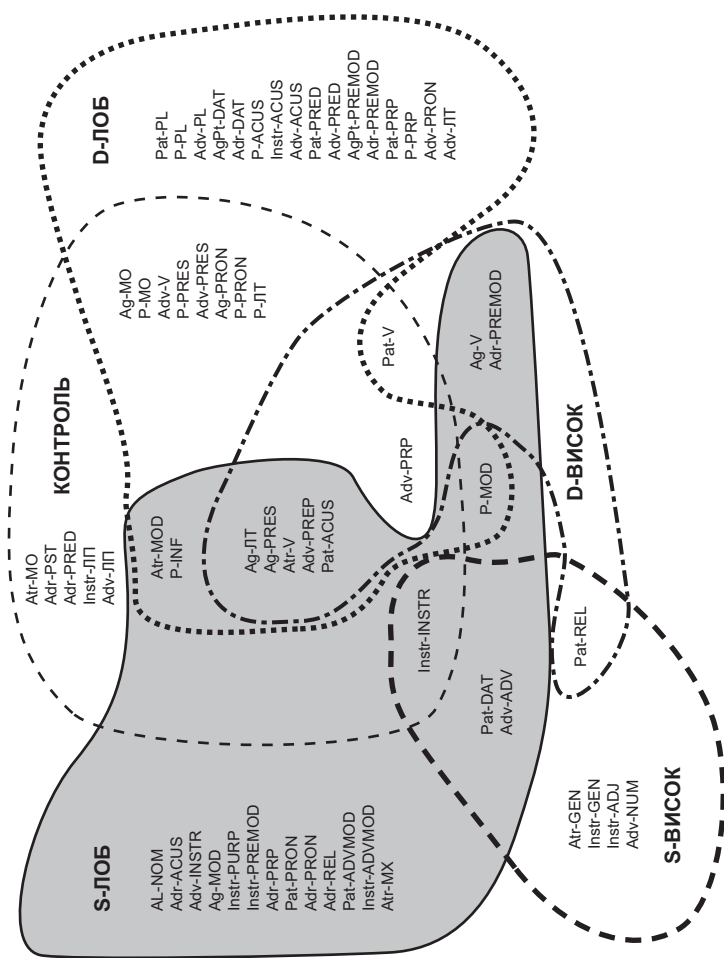 S-ЛОБ
AL-NOM
Adr-ACUS
Adv-INSTR
Ag-MOD
Instr-PURP
Instr-PREMOD
Adr-PRP
Pat-PRON
Adr-PRON
Adr-REL
Pat-ADVMOD
Instr-ADVMOD
Atr-MX
КОНТРОЛЬ
Atr-MO
Adr-PST
Adr-PRED
Instr-ЛП
Adv-ЛП
Atr-MOD
P-INF
Ag-ЛТ
Ag-PRES
Atr-V
Adv-PREP
Pat-ACUS
Ag-MO
P-MO
Adv-V
P-PRES
Adv-PRES
Ag-PRON
P-PRON
P-ЛТ
D-ЛОБ
Pat-PL
P-PL
Adv-PL
AgPt-DAT
Adr-DAT
P-ACUS
Instr-ACUS
Adv-ACUS
Pat-PRED
Adv-PRED
AgPt-PREMOD
Adr-PREMOD
Pat-PRP
P-PRP
Adv-PRON
Adv-ЛТ
Pat-V
Adv-PRP
Instr-INSTR
P-MOD
Ag-V
Adr-PREMOD
Pat-DAT
Adv-ADV
Pat-REL
D-ВИСОК
Atr-GEN
Instr-GEN
Instr-ADJ
Adv-NUM
S-ВИСОК